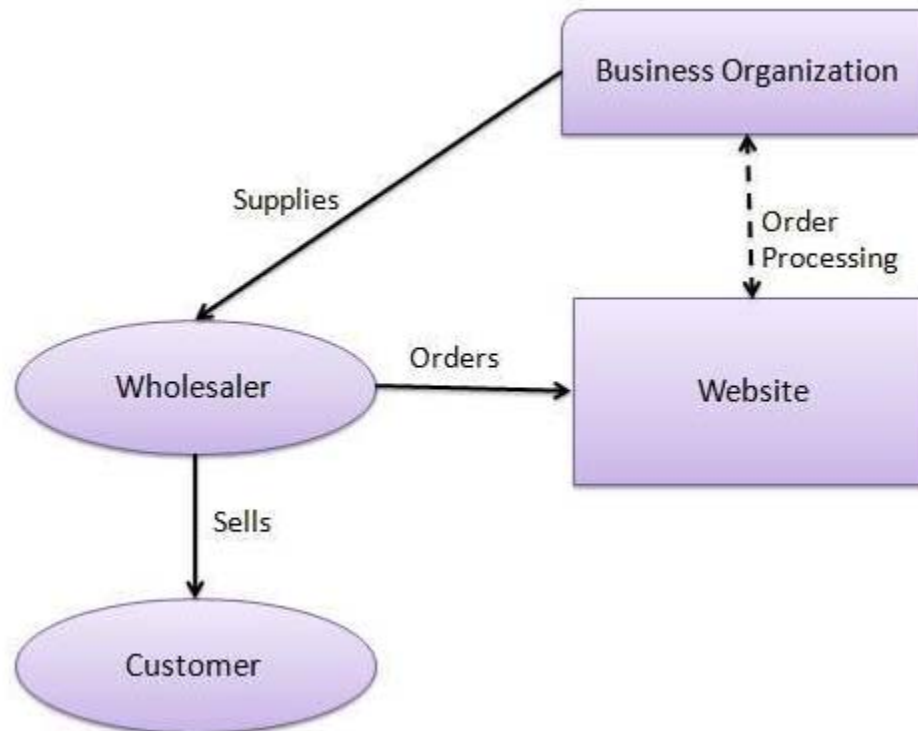 Business Organization
Supplies
Order
Processing
Orders
Wholesaler
Website
Sells
Customer